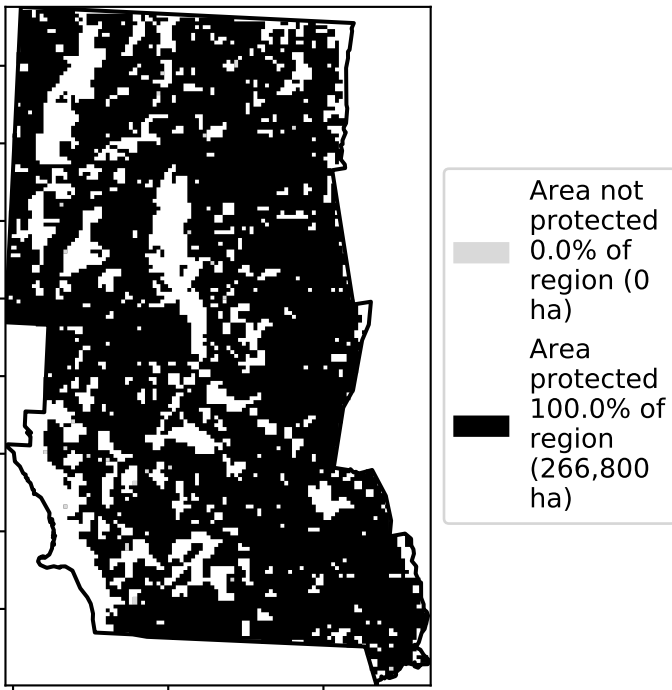 Area not
protected
0.0% of
region (0
ha)
Area
protected
100.0% of
region
(266,800
ha)